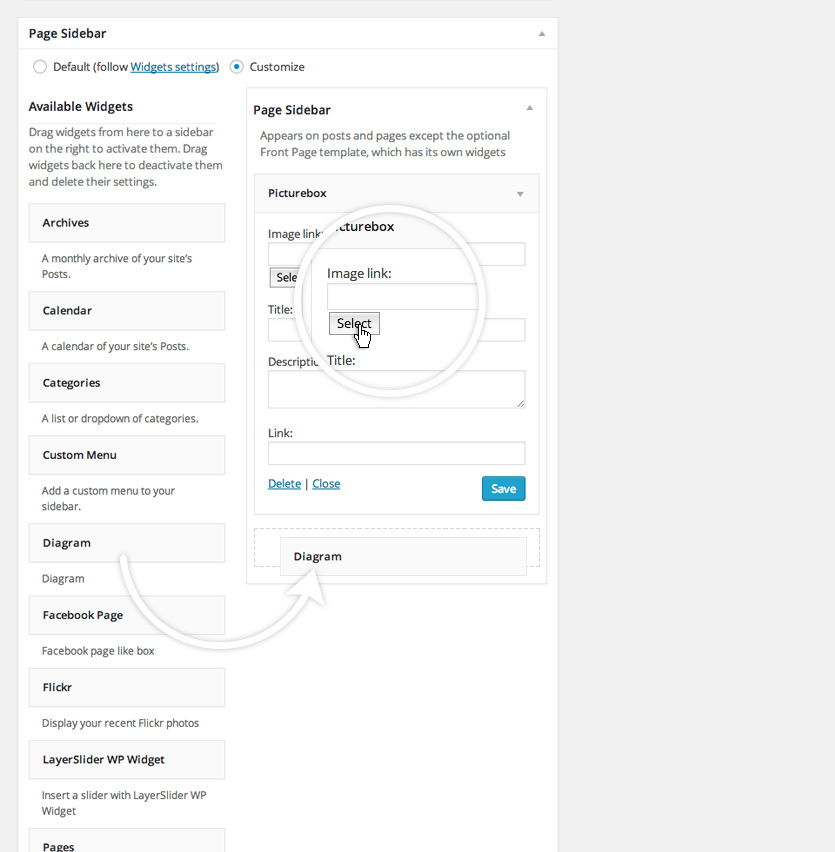 Page Sidebar
Default (follow Widgets settings)
Customize
Available Widgets
Drag widgets from here to a sidebar
on the right to activate them. Drag
widgets back here to deactivate them
and delete their settings.
Archives
A monthly archive of your site's
Posts.
Calendar
A calendar of your site's Posts.
Categories
A list or dropdown of categories.
Custom Menu
Add a custom menu to your
sidebar.
Diagram
Diagram
Facebook Page
Facebook page like box
Flickr
Display your recent Flickr photos
LayerSlider WP Widget
Insert a slider with LayerSlider WP
Widget
Pages
Page Sidebar
Appears on posts and pages except the optional
Front Page template, which has its own widgets
Picturebox
Image link
Sele
Title:
Descriptio
cturebox
Image link:
Select
Title:
Link:
Delete | Close
Save
Diagram